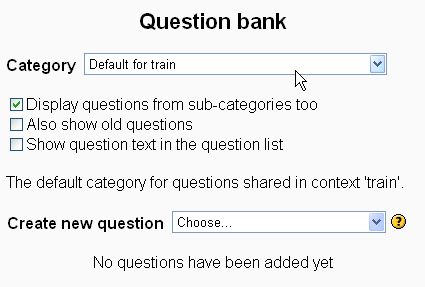 Question bank
Category Default for train
Display questions from sub-categories too
Also show old questions
Show question text in the question list
The default category for questions shared in context 'train'.
Create new question Choose... ?
No questions have been added yet